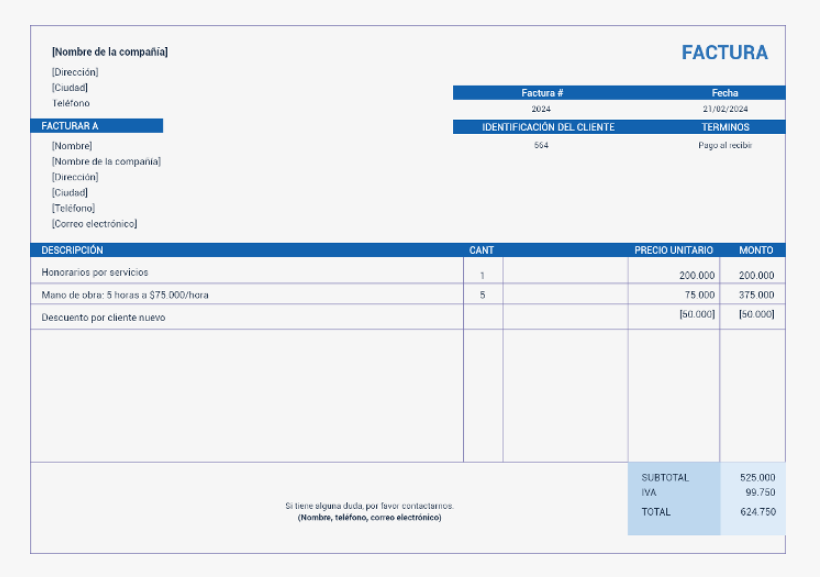 [Nombre de la compañía]
FACTURA
[Dirección]
[Ciudad]
Teléfono
Factura # Fecha
2024 21/02/2024
FACTURAR A
IDENTIFICACIÓN DEL CLIENTE TERMINOS
564 Pago al recibir
[Nombre]
[Nombre de la compañía]
[Dirección]
[Ciudad]
[Teléfono]
[Correo electrónico]
DESCRIPCIÓN CANT PRECIO UNITARIO MONTO
Honorarios por servicios 1 200.000 200.000
Mano de obra: 5 horas a $75.000/hora 5 75.000 375.000
Descuento por cliente nuevo [50.000] [50.000]
SUBTOTAL 525.000
IVA 99.750
TOTAL 624.750
Si tiene alguna duda, por favor contactarnos:
(Nombre, teléfono, correo electrónico)